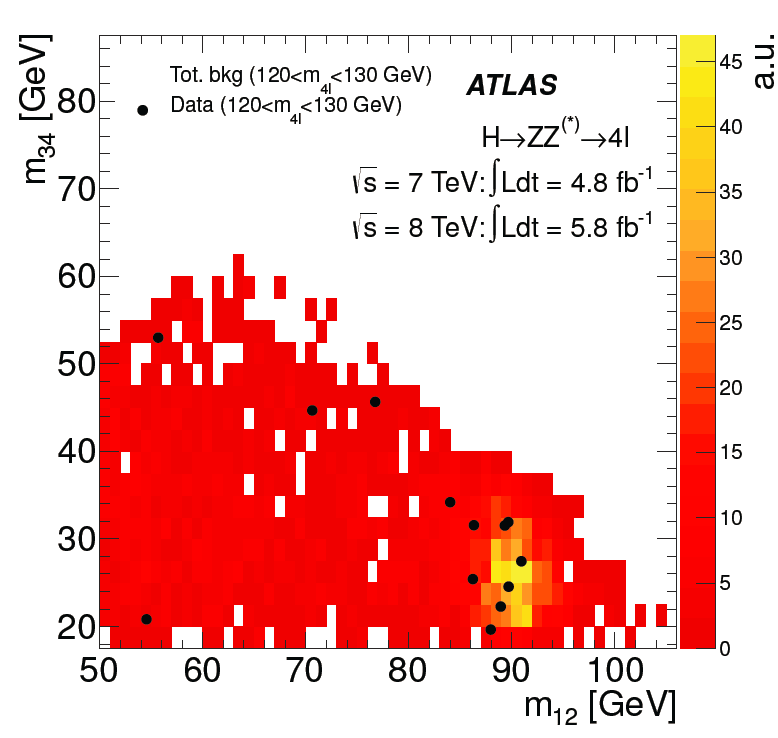 Tot. bkg (120<m4l<130 GeV)
Data (120<m4l<130 GeV)
ATLAS
H→ZZ(*)→4l
√s = 7 TeV:∫Ldt = 4.8 fb-1
√s = 8 TeV:∫Ldt = 5.8 fb-1
m34 [GeV]
80
70
60
50
40
30
20
50 60 70 80 90 100
m12 [GeV]
a.u.
45
40
35
30
25
20
15
10
5
0